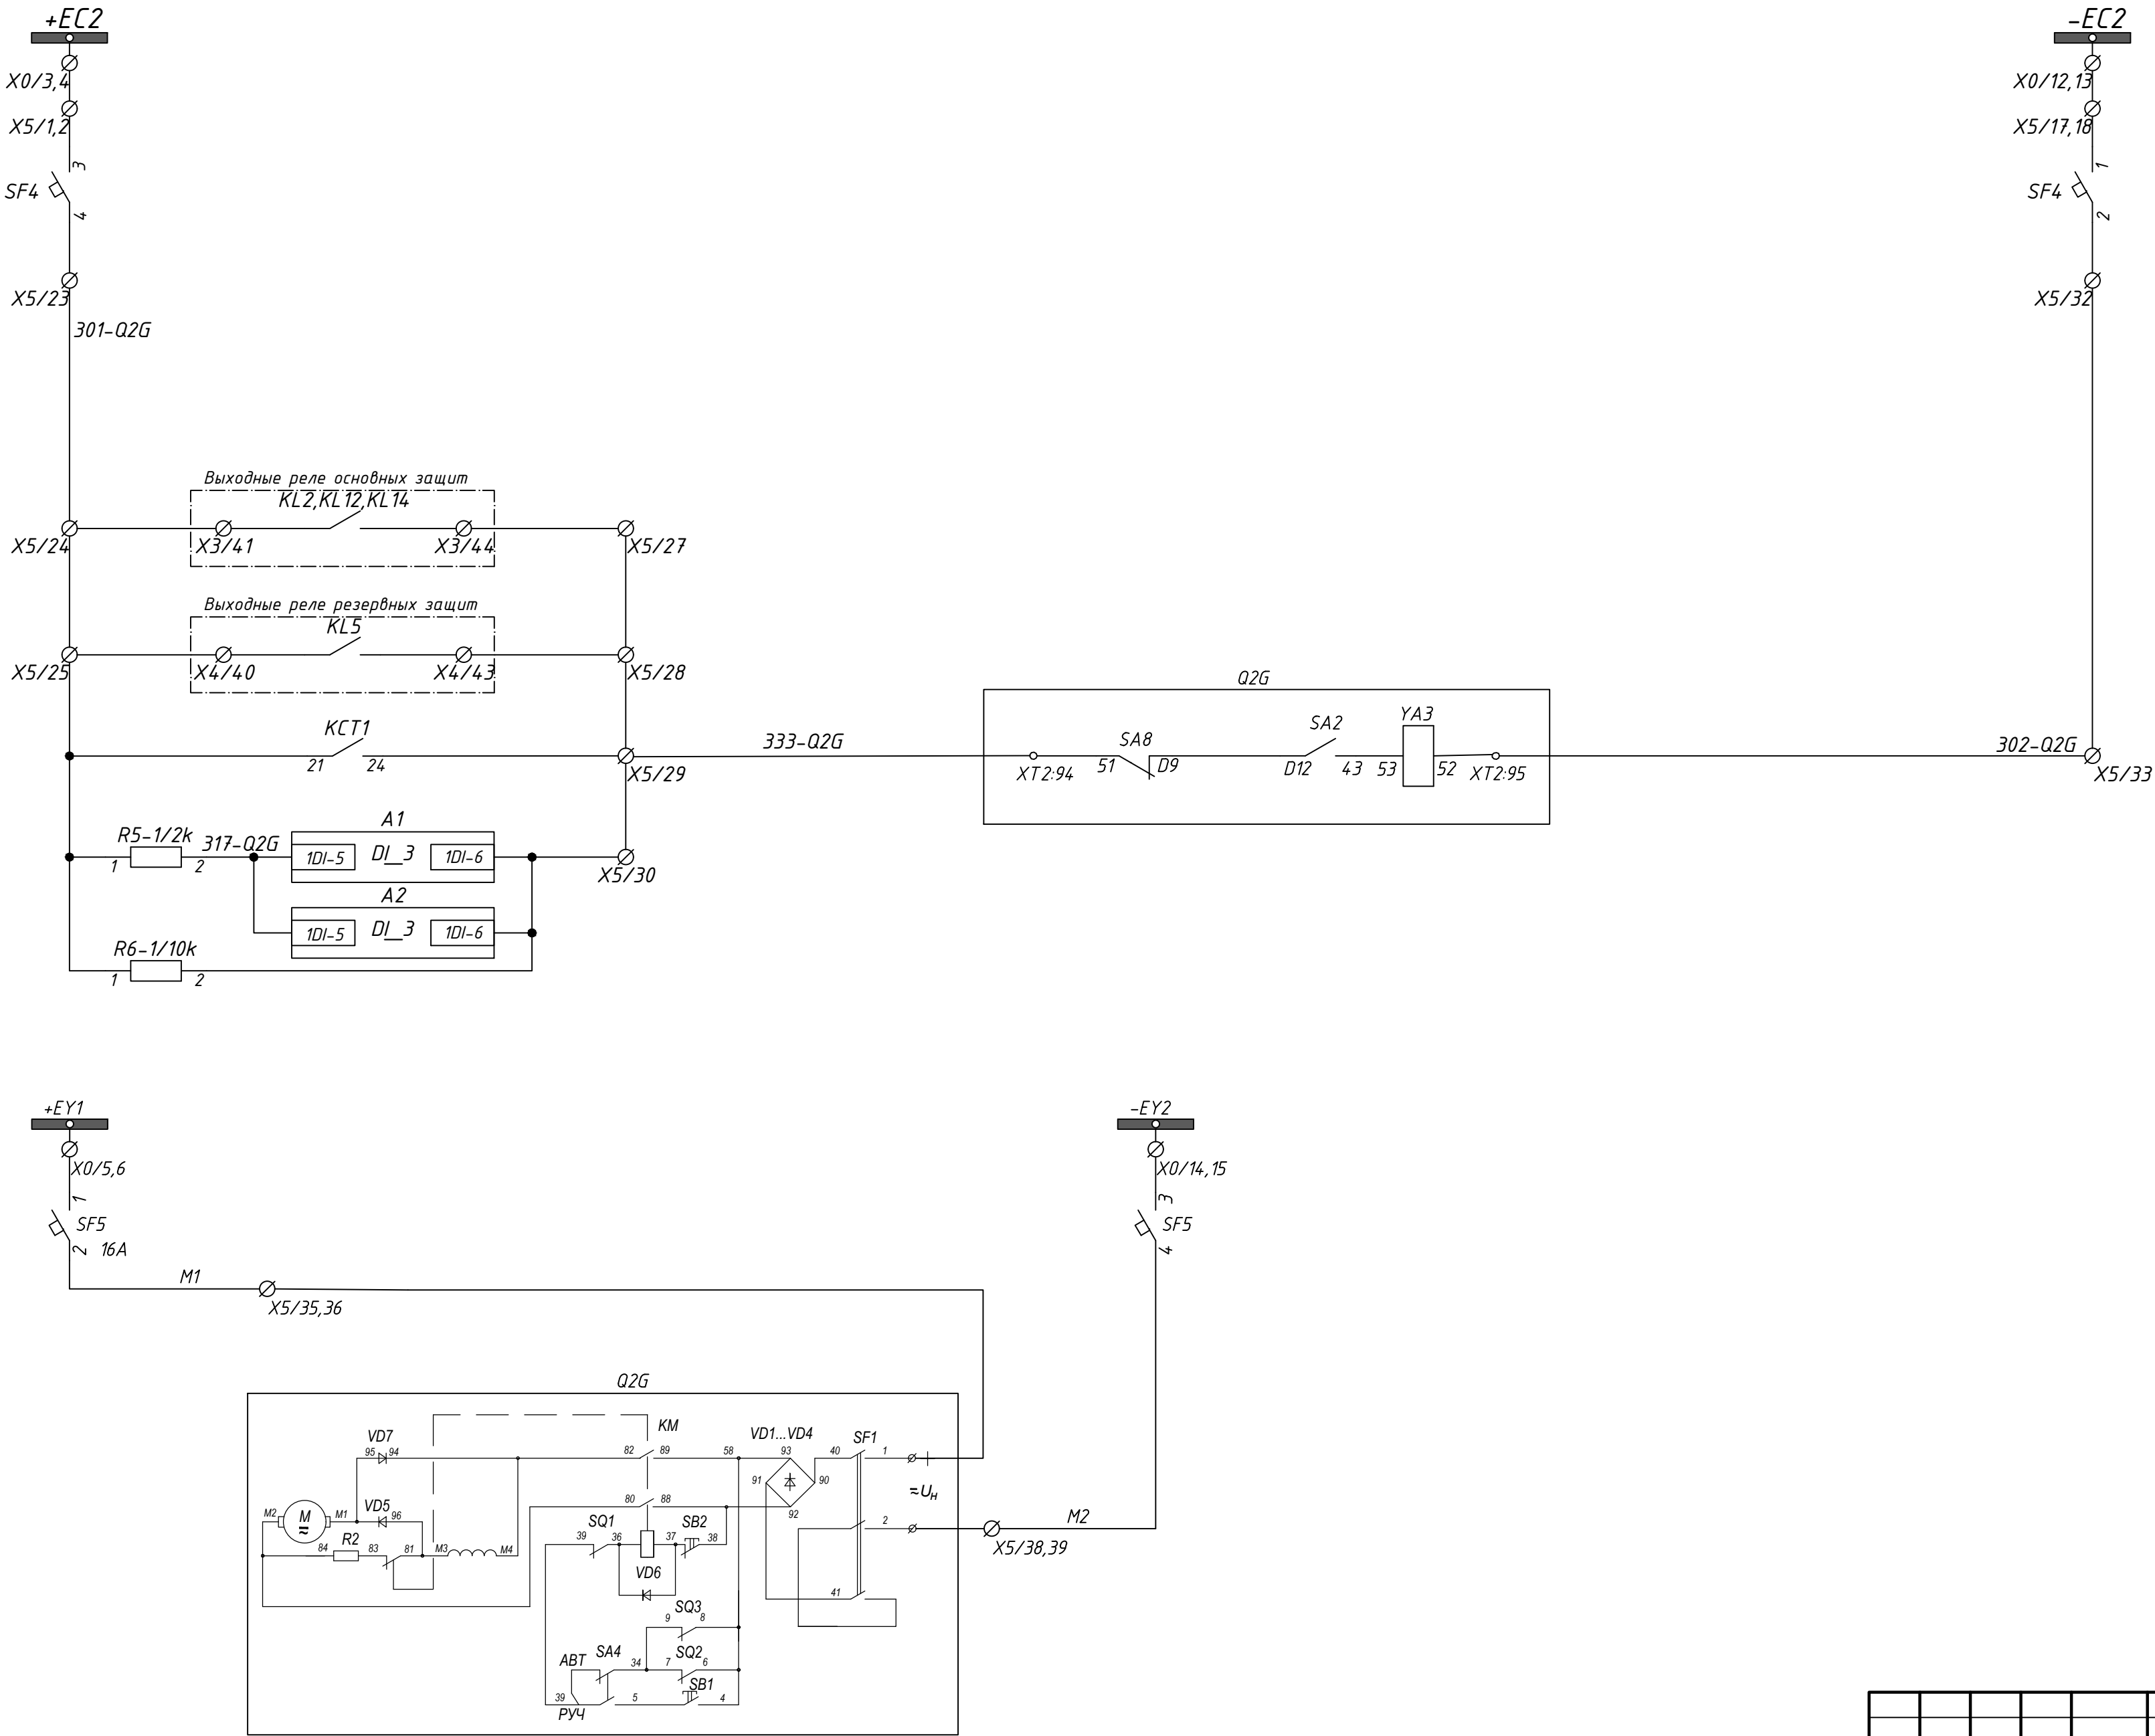 +EC2
-EC2
X0/3,4
X0/12,13
X5/1,2
X5/17,18
3
1
SF4
SF4
4
2
X5/23
X5/32
301-Q2G
Выходные реле основных защит
KL2,KL12,KL14
X5/24
X3/41
X3/44
X5/27
Выходные реле резервных защит
KL5
X5/25
X4/40
X4/43
X5/28
Q2G
KCT1
21
24
X5/29
333-Q2G
SA8
SA2
YA3
XT2:94
51
D9
D12
43
53
52
XT2:95
302-Q2G
X5/33
A1
R5-1/2k
317-Q2G
1
2
1DI-5
DI_3
1DI-6
X5/30
A2
1DI-5
DI_3
1DI-6
R6-1/10k
1
2
+EY1
-EY2
X0/5,6
X0/14,15
1
3
SF5
SF5
2
16A
4
M1
X5/35,36
Q2G
KM
VD7
VD1...VD4
SF1
95
94
82
89
58
93
40
1
91
90
≂Uн
VD5
80
88
92
M2
M
M1
96
SQ1
SB2
2
M2
R2
39
36
37
38
X5/38,39
84
83
81
M3
M4
VD6
41
SQ3
9
8
АВТ
SA4
34
SQ2
7
6
SB1
39
5
4
РУЧ